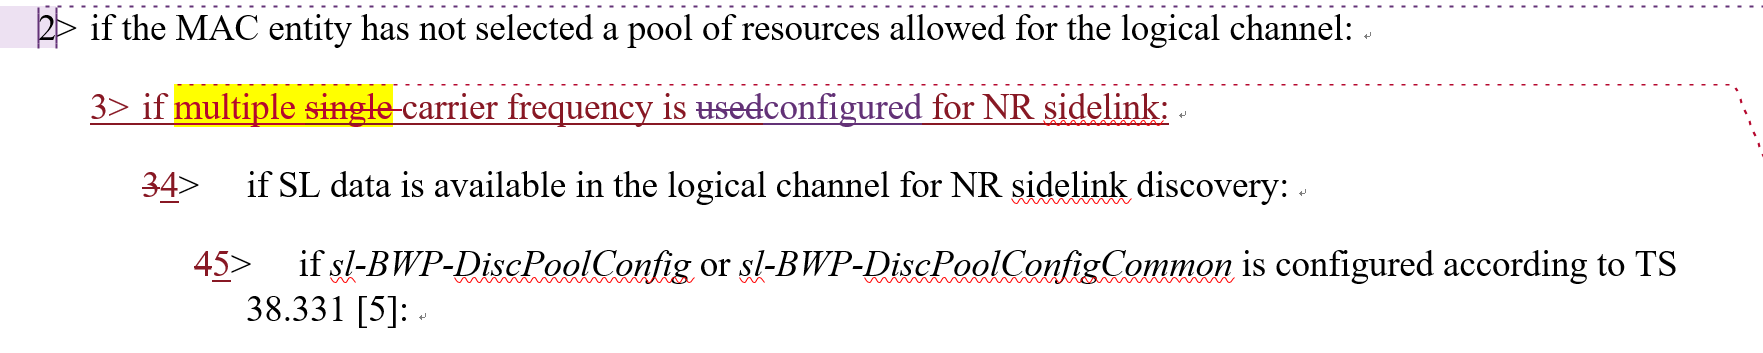 2> if the MAC entity has not selected a pool of resources allowed for the logical channel:
3> if multiple single carrier frequency is usedconfigured for NR sidelink:
34> if SL data is available in the logical channel for NR sidelink discovery:
45> if sl-BWP-DiscPoolConfig or sl-BWP-DiscPoolConfigCommon is configured according to TS
38.331 [5]: